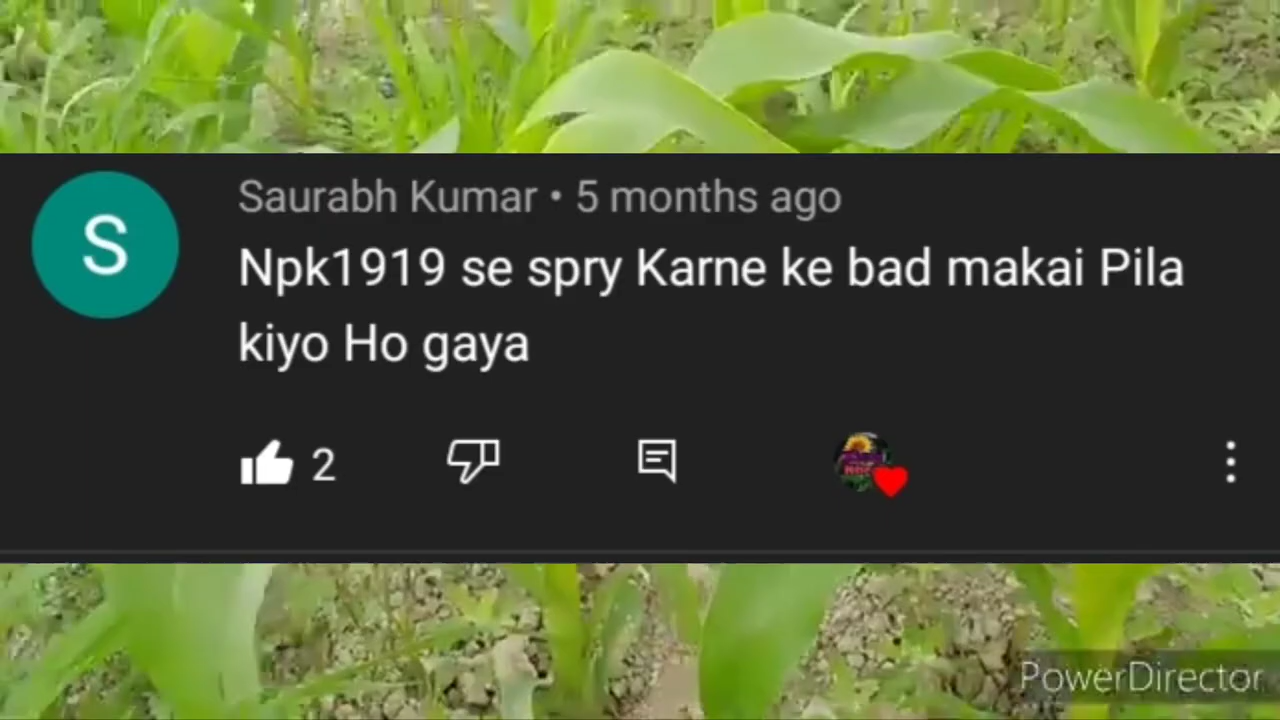 S
Saurabh Kumar • 5 months ago
Npk1919 se spry Karne ke bad makai Pila
kiyo Ho gaya
2
PowerDirector